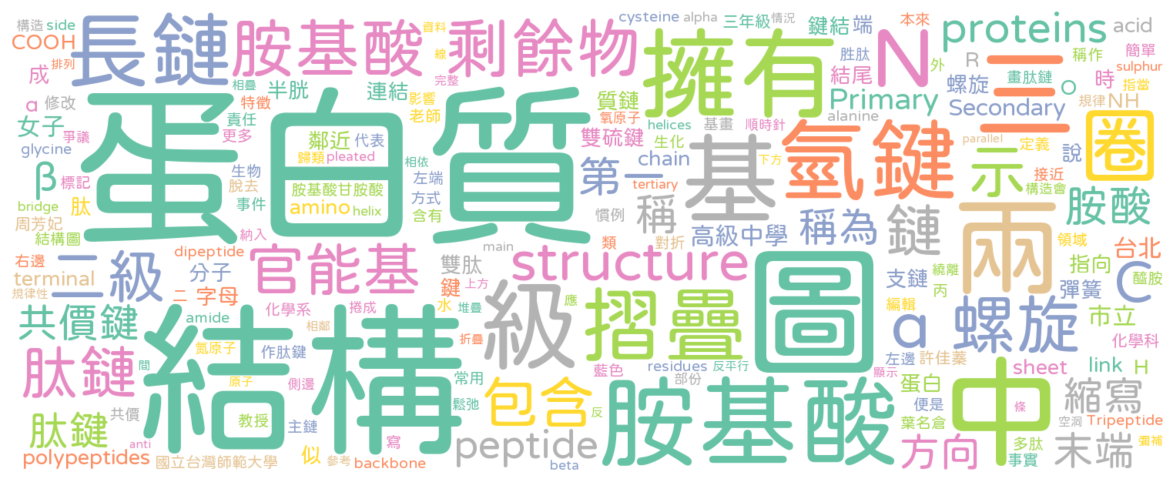 構造 side
COOH
排列
成
長鏈
胺基酸
剩餘物
cysteine alpha
三年級 情況
鍵結 端
本來
proteins
acid
擁有
N
三
資料
線
完整
相疊
半胱
連結
影響
老師
質鏈
氧原子
helices
雙硫鍵
生化
結尾
Primary
alanine
基畫
順時針
外
R
時
稱作
簡單
sulphur
胜肽
畫肽鏈
指當
螺旋
O
規律
NH
Secondary
a 修改
特徵
責任
更多
女子
爭議
glycine
β
標記
生物
脫去
事件
肽
bridge
周芳妃
結構圖
納入
蛋白質
鄰近
代表
歸類
pleated
胺基酸甘胺酸
amino
helix
相依
左端
方式
含有
第一
chain
tertiary
基
氫鍵
下方
parallel
定義
說
接近
構造會
示
圈
胺酸
慣例
稱
類
對折
高級中學
稱為
鏈
兩
領域
台北
右邊
dipeptide
terminal
規律性
二級
分子
二
字母
官能基
main
雙肽
鍵
上方
水
堆疊
structure
應
支鏈
繞雕
丙
編輯
指向
彈簧
C
醯胺
市立
化學科
共價鍵
amide
化學系
捲成
相鄰
氮原子
作肽鍵
結構
級
摺疊
圖
α
螺旋
折疊
藍色
residues
部份
反平行
左邊
許佳蓁
顯示
sheet
link
H
肽鏈
間
原子
側邊
常用
鬆弛
包含
胺基酸
蛋白
便是
葉名倉
中
條
縮寫
空洞
Tripeptide
肽鍵
共價
教授
主鏈
anti
polypeptides
國立台灣師範大學
似
反
參考
寫
backbone
peptide
beta
方向
多肽
事實
末端
彌補